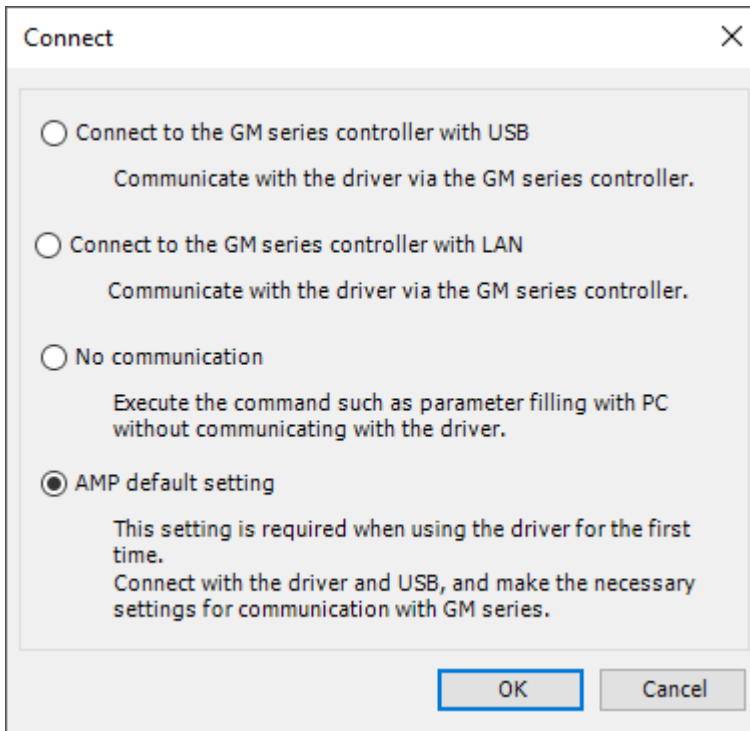 Connect
Connect to the GM series controller with USB
Communicate with the driver via the GM series controller.
Connect to the GM series controller with LAN
Communicate with the driver via the GM series controller.
No communication
Execute the command such as parameter filling with PC
without communicating with the driver.
AMP default setting
This setting is required when using the driver for the first
time.
Connect with the driver and USB, and make the necessary
settings for communication with GM series.
OK
Cancel